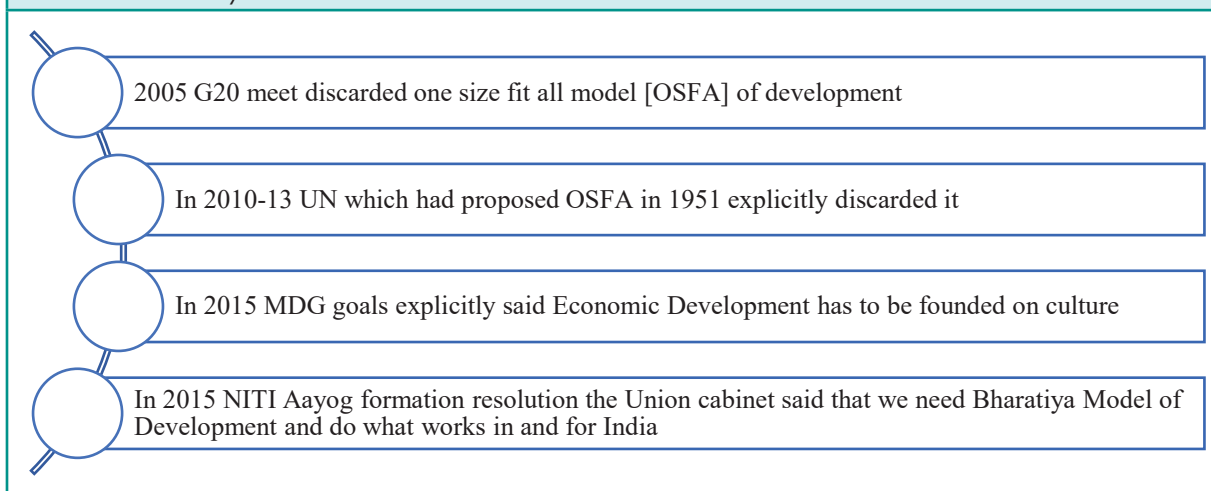 2005 G20 meet discarded one size fit all model [OSFA] of development
In 2010-13 UN which had proposed OSFA in 1951 explicitly discarded it
In 2015 MDG goals explicitly said Economic Development has to be founded on culture
In 2015 NITI Aayog formation resolution the Union cabinet said that we need Bharatiya Model of
Development and do what works in and for India